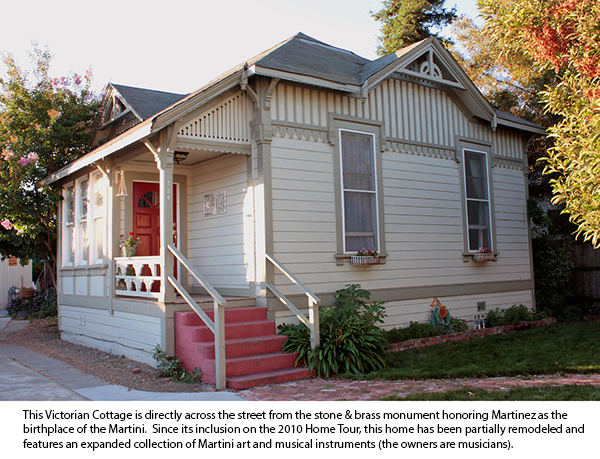 This Victorian Cottage is directly across the street from the stone & brass monument honoring Martinez as the
birthplace of the Martini. Since its inclusion on the 2010 Home Tour, this home has been partially remodeled and
features an expanded collection of Martini art and musical instruments (the owners are musicians).